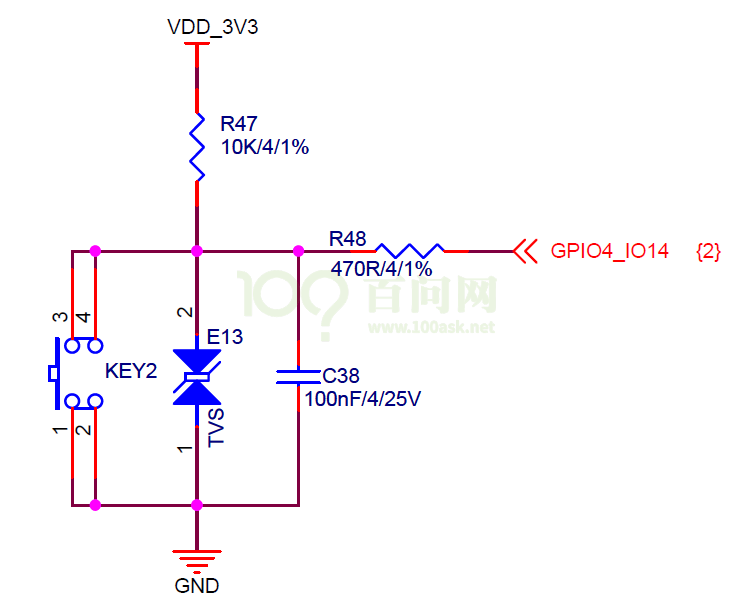 VDD_3V3
R47
10K/4/1%
R48
470R/4/1%
GPIO4_IO14 {2}
3
4
2
E13
KEY2
C38
100nF/4/25V
1
2
1
TVS
GND
100?
百问网
www.100ask.net